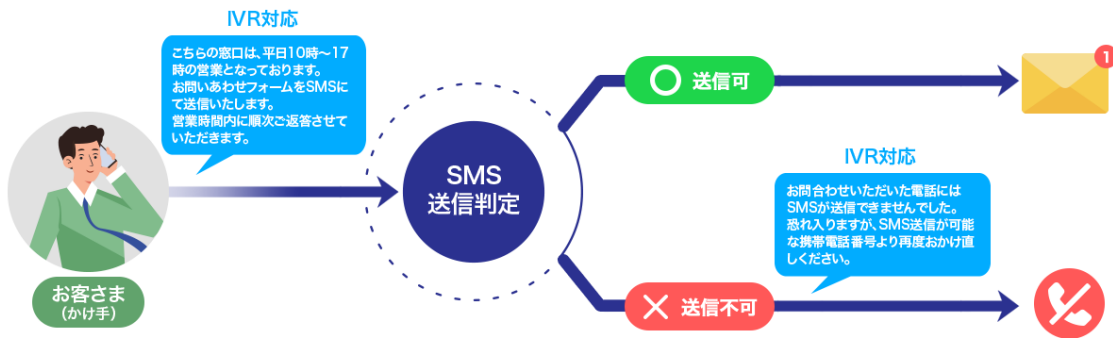 IVR対応
こちらの窓口は、平日10時～17
時の営業となっております。
お問いあわせフォームをSMSに
て送信いたします。
営業時間内に順次ご返答させて
いただきます。
お客さま
（かけ手）
SMS
送信判定
送信可
1
IVR対応
お問合わせいただいた電話には
SMSが送信できませんでした。
恐れ入りますが、SMS送信が可能
な携帯電話番号より再度おかけ直
しください。
送信不可